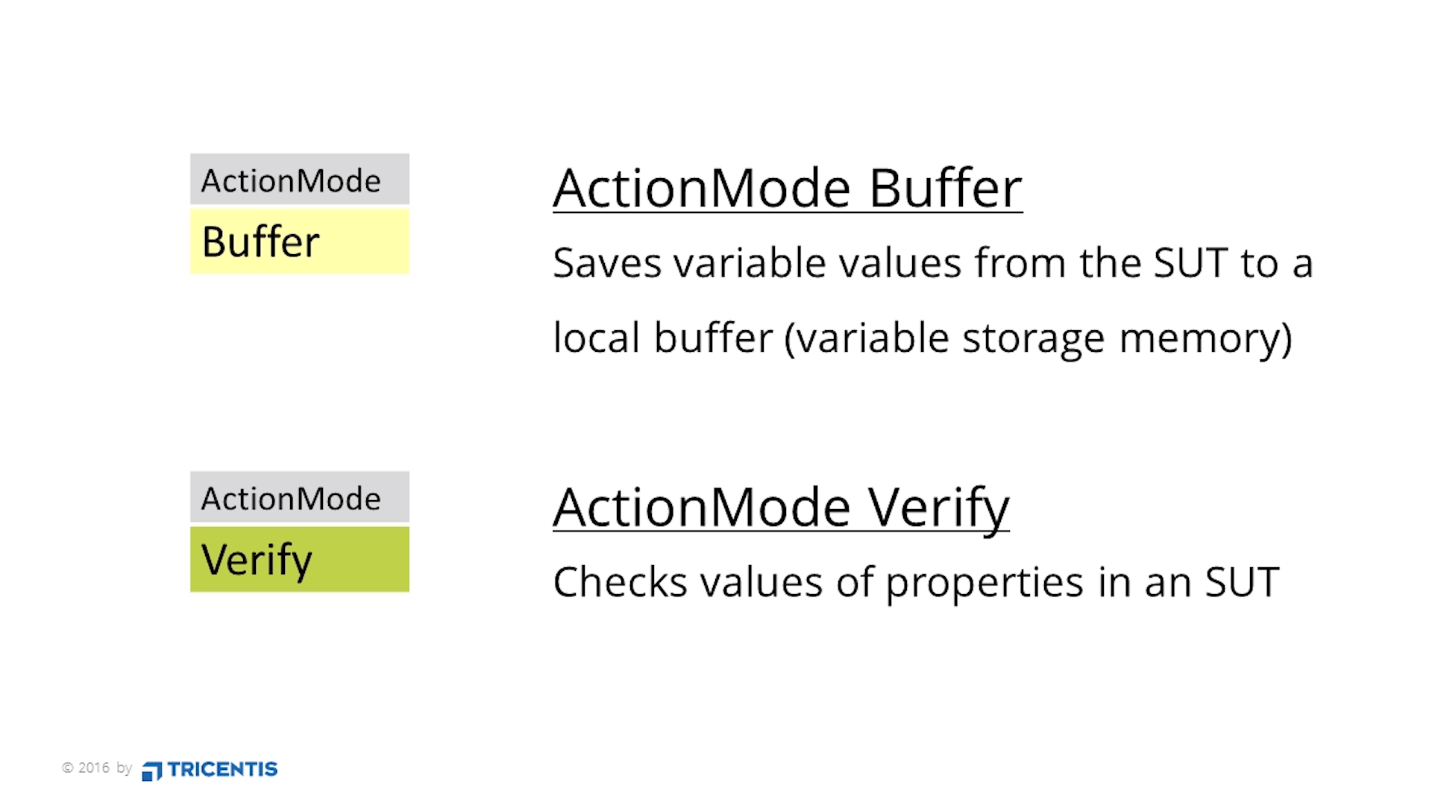 ActionMode
Buffer
ActionMode Buffer
Saves variable values from the SUT to a
local buffer (variable storage memory)
ActionMode
Verify
ActionMode Verify
Checks values of properties in an SUT
© 2016 by TRICENTIS